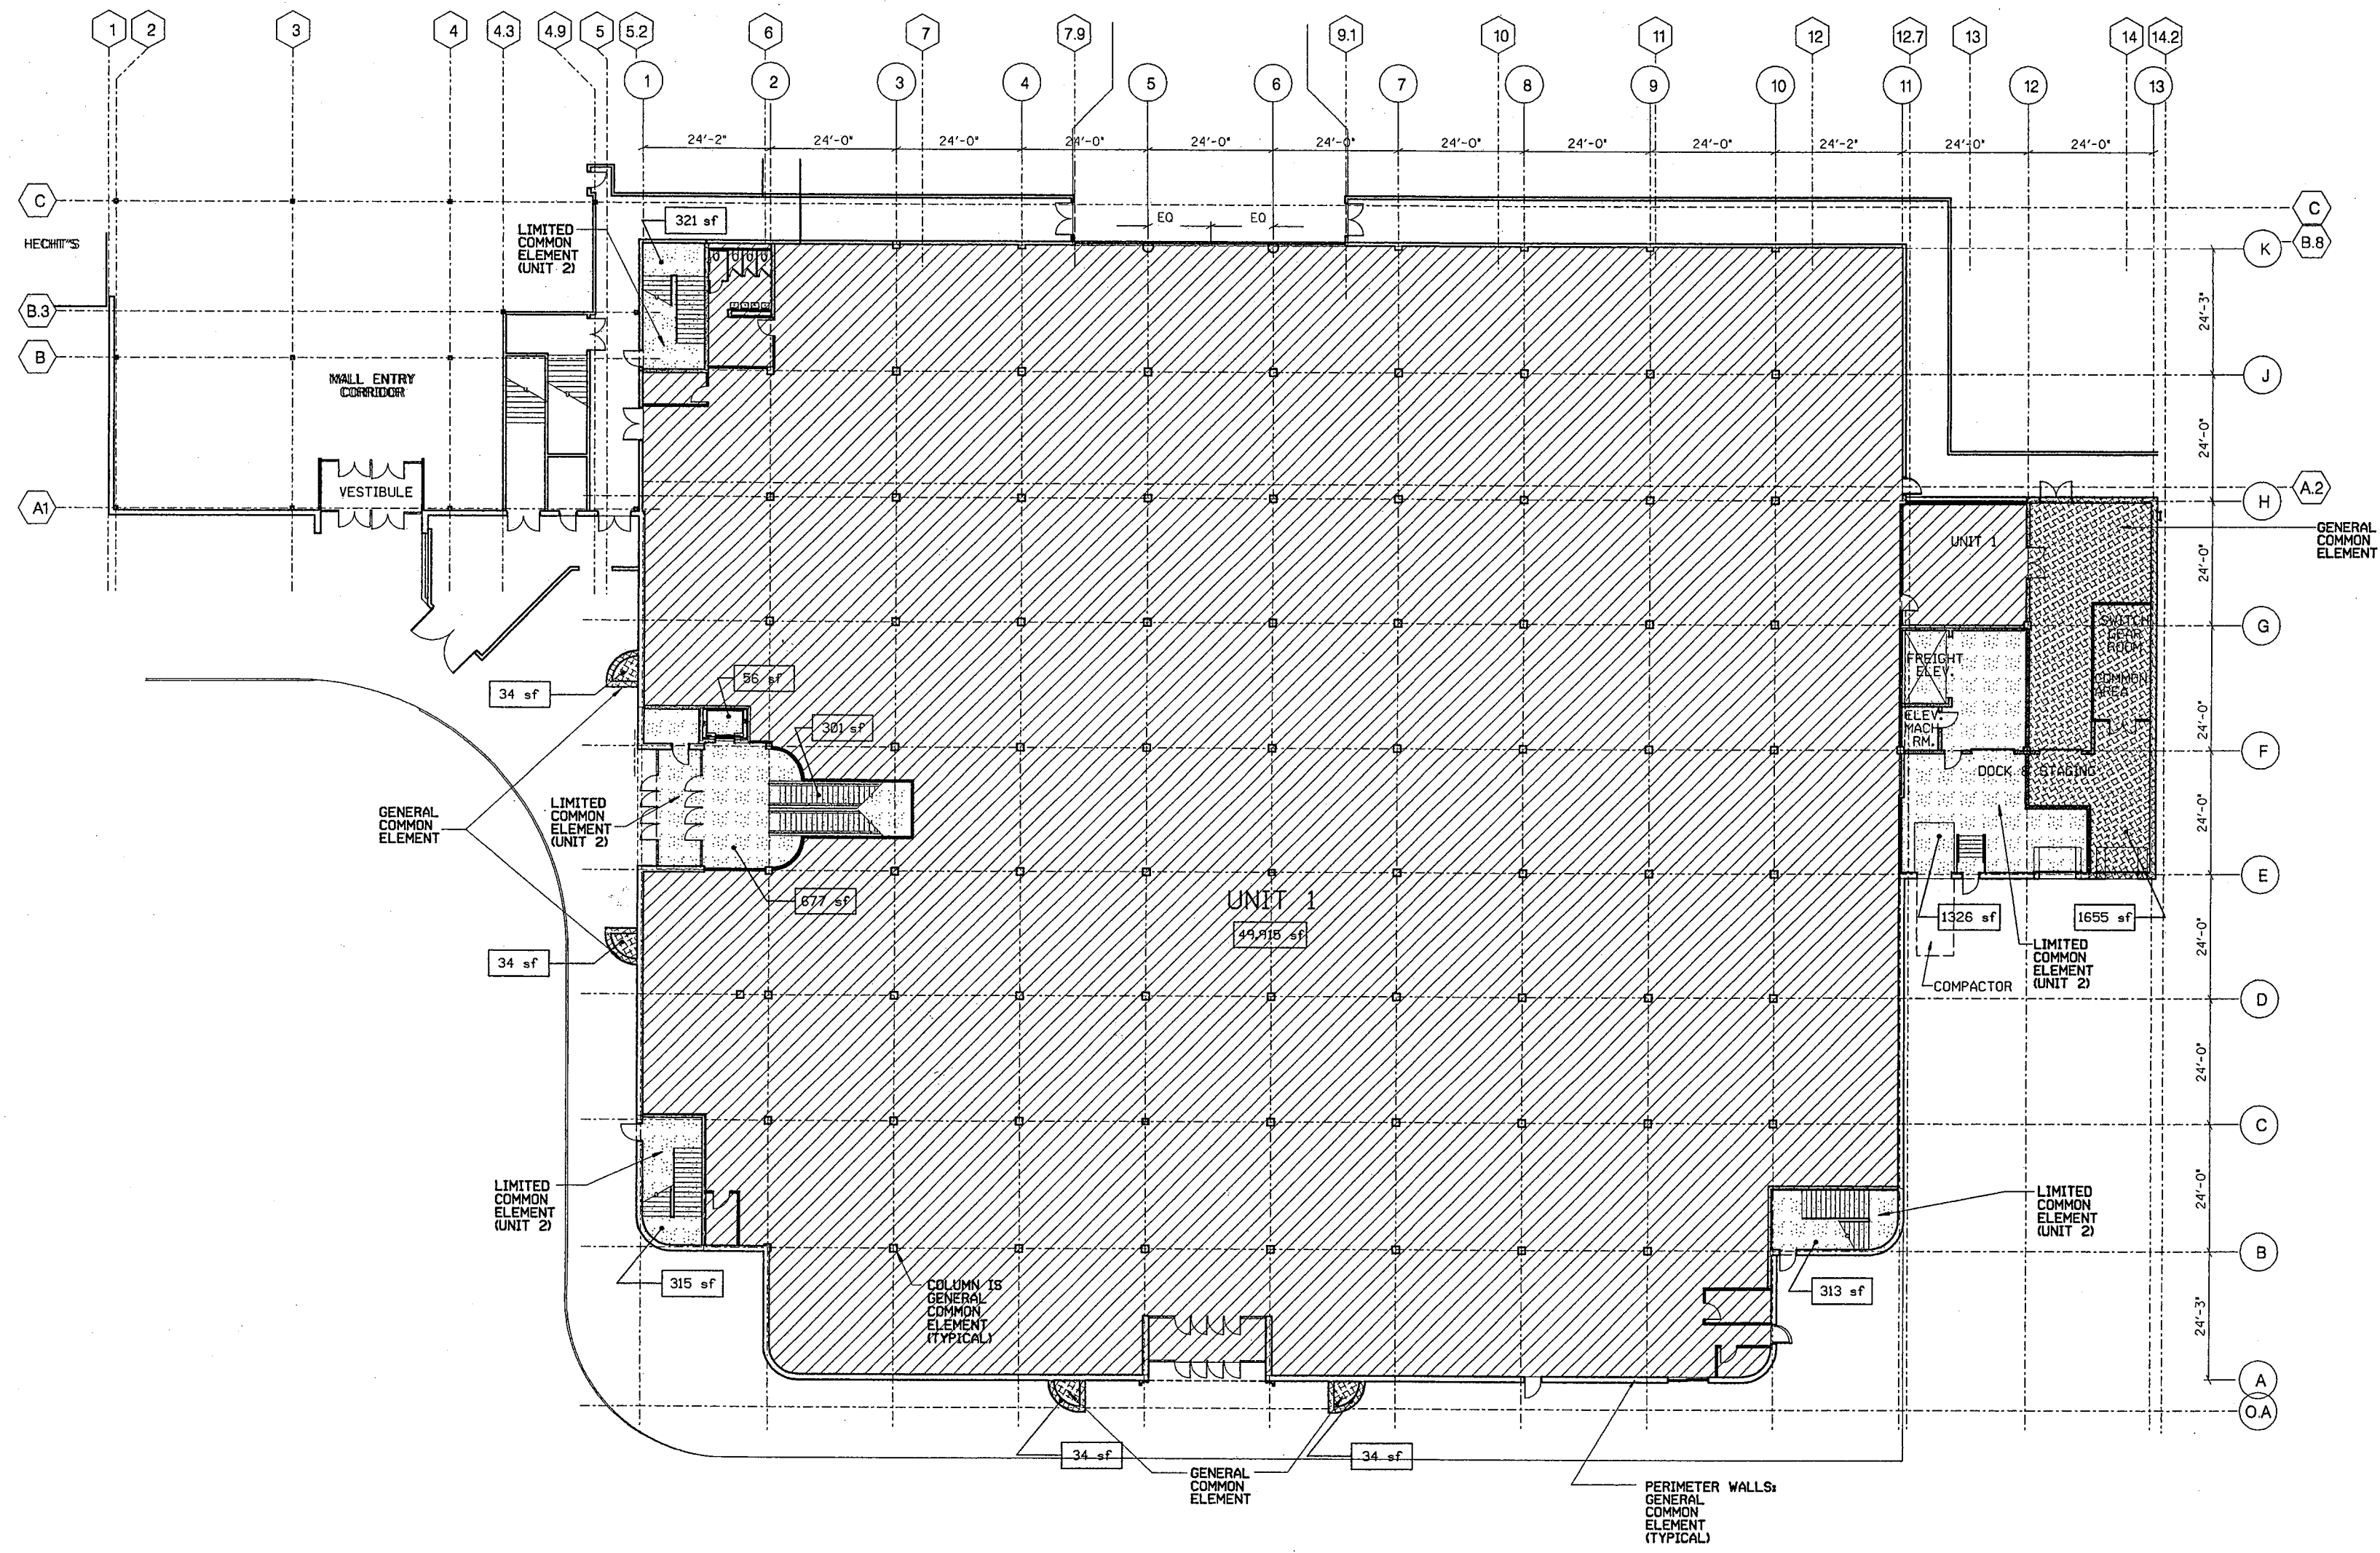 1 2 3 4 4.3 4.9 5 5.2 6 7 7.9 9.1 10 11 12 12.7 13 14 14.2
1 2 3 4 5 6 7 8 9 10 11 12 13
24'-2" 24'-0" 24'-0" 24'-0" 24'-0" 24'-0" 24'-0" 24'-0" 24'-0" 24'-2" 24'-0" 24'-0"
C
C
HECHT'S
B.8
K
321 sf
EQ EQ
LIMITED
COMMON
ELEMENT
(UNIT 2)
B.3
24'-3"
B
J
MALL ENTRY
CORRIDOR
24'-0"
VESTIBULE
A1
A.2
H
GENERAL
COMMON
ELEMENT
UNIT 1
24'-0"
G
SWITCH
GEAR
ROOM
FREIGHT
ELEV.
COMMON
AREA
34 sf
56 sf
301 sf
ELEV.
MACH
RM.
24'-0"
F
DOCK & STAGING
GENERAL
COMMON
ELEMENT
LIMITED
COMMON
ELEMENT
(UNIT 2)
24'-0"
E
677 sf
UNIT 1
49,915 sf
1326 sf
1655 sf
34 sf
LIMITED
COMMON
ELEMENT
(UNIT 2)
COMPACTOR
24'-0"
D
24'-0"
C
LIMITED
COMMON
ELEMENT
(UNIT 2)
LIMITED
COMMON
ELEMENT
(UNIT 2)
24'-0"
B
315 sf
COLUMN IS
GENERAL
COMMON
ELEMENT
(TYPICAL)
313 sf
24'-3"
A
O.A
34 sf
34 sf
GENERAL
COMMON
ELEMENT
PERIMETER WALLS:
GENERAL
COMMON
ELEMENT
(TYPICAL)